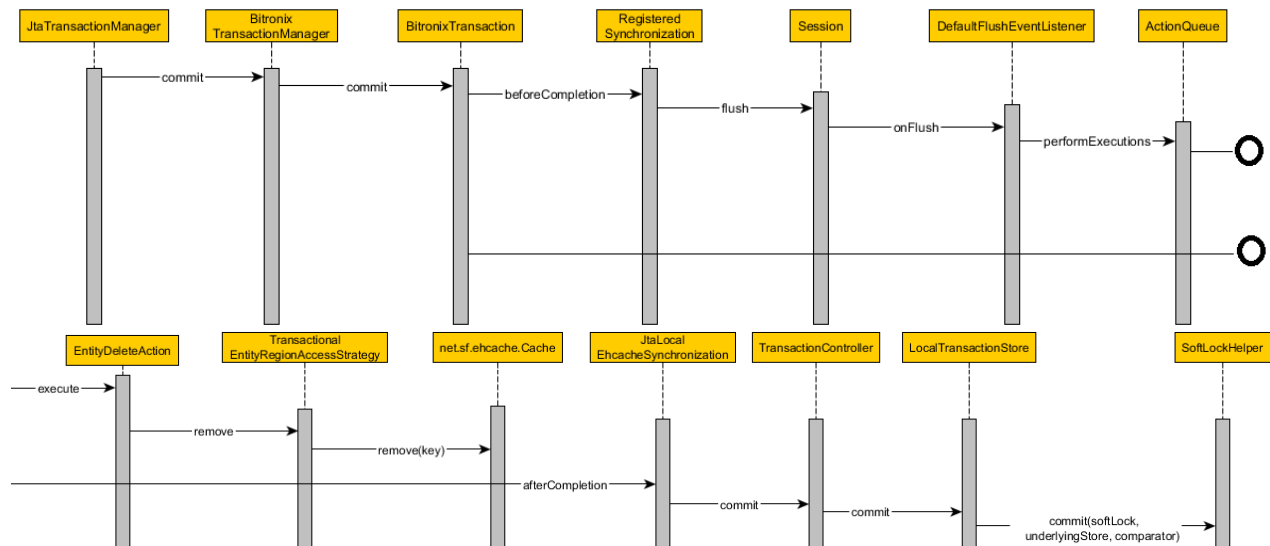 JtaTransactionManager
Bitronix
TransactionManager
BitronixTransaction
Registered
Synchronization
Session
DefaultFlushEventListener
ActionQueue
commit
commit
beforeCompletion
flush
onFlush
performExecutions
EntityDeleteAction
Transactional
EntityRegionAccessStrategy
net.sf.ehcache.Cache
JtaLocal
EhcacheSynchronization
TransactionController
LocalTransactionStore
SoftLockHelper
execute
remove
remove(key)
afterCompletion
commit
commit
commit(softLock,
underlyingStore, comparator)